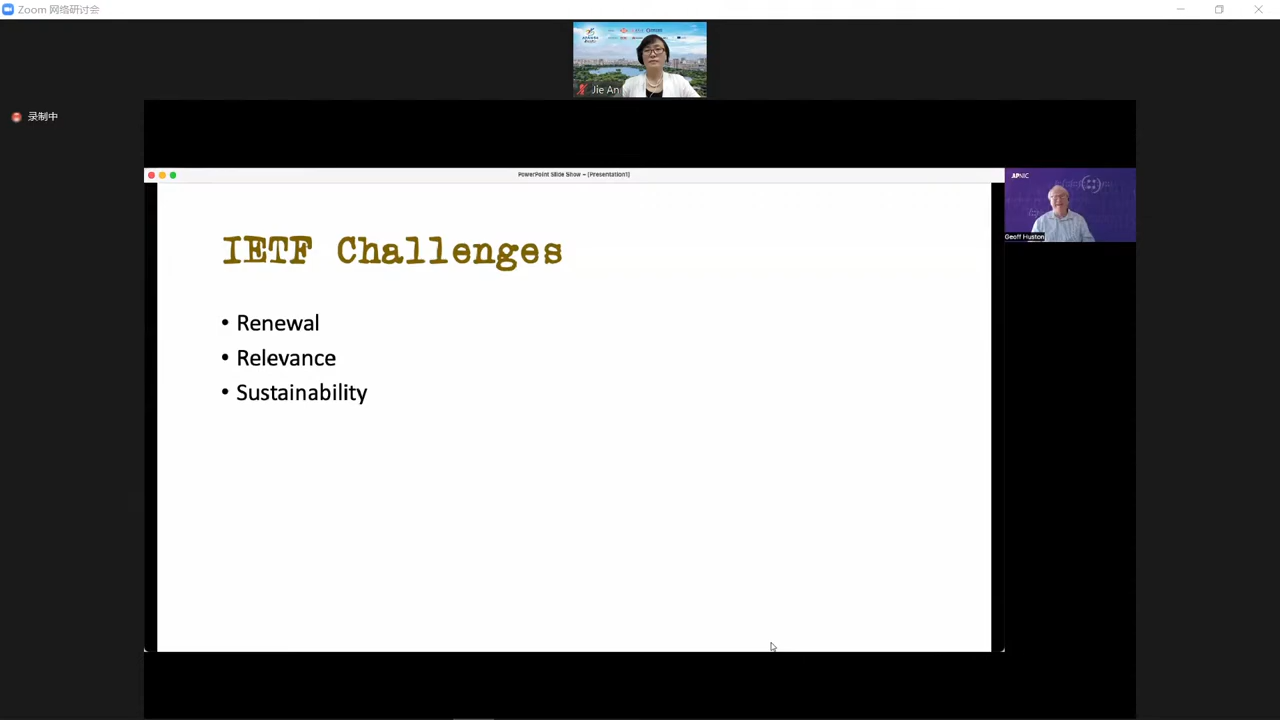 Zoom 网络研讨会
Jie An
录制中
PowerPoint Slide Show - [Presentation1]
APNIC
Geoff Huston
IETF Challenges
• Renewal
• Relevance
• Sustainability